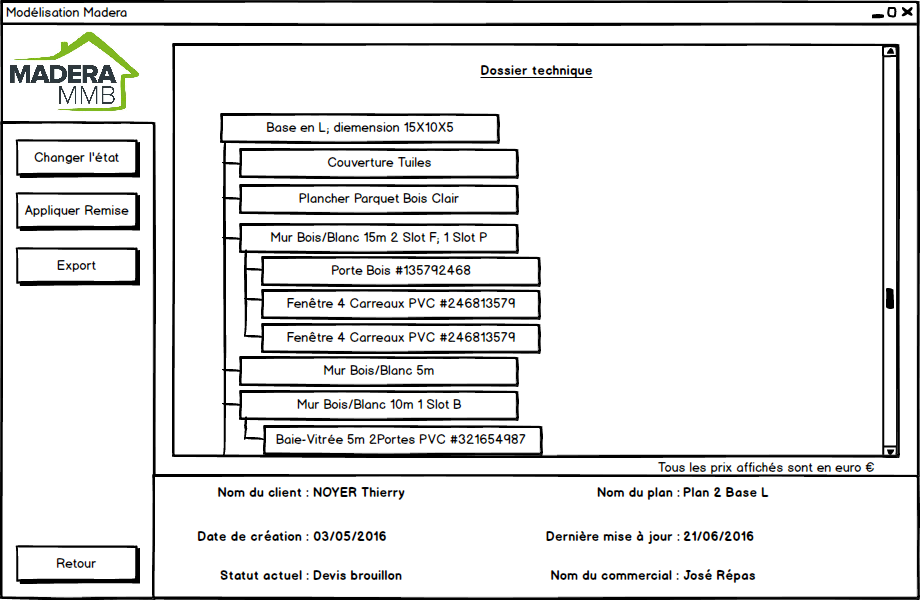 Modélisation Madera
MADERA
MMB
Changer l'état
Appliquer Remise
Export
Retour
Dossier technique
Base en L; diemension 15X10X5
Couverture Tuiles
Plancher Parquet Bois Clair
Mur Bois/Blanc 15m 2 Slot F; 1 Slot P
Porte Bois #135792468
Fenêtre 4 Carreaux PVC #246813579
Fenêtre 4 Carreaux PVC #246813579
Mur Bois/Blanc 5m
Mur Bois/Blanc 10m 1 Slot B
Baie-Vitrée 5m 2Portes PVC #321654987
Tous les prix affichés sont en euro €
Nom du client : NOYER Thierry
Nom du plan : Plan 2 Base L
Date de création : 03/05/2016
Dernière mise à jour : 21/06/2016
Statut actuel : Devis brouillon
Nom du commercial : José Répas